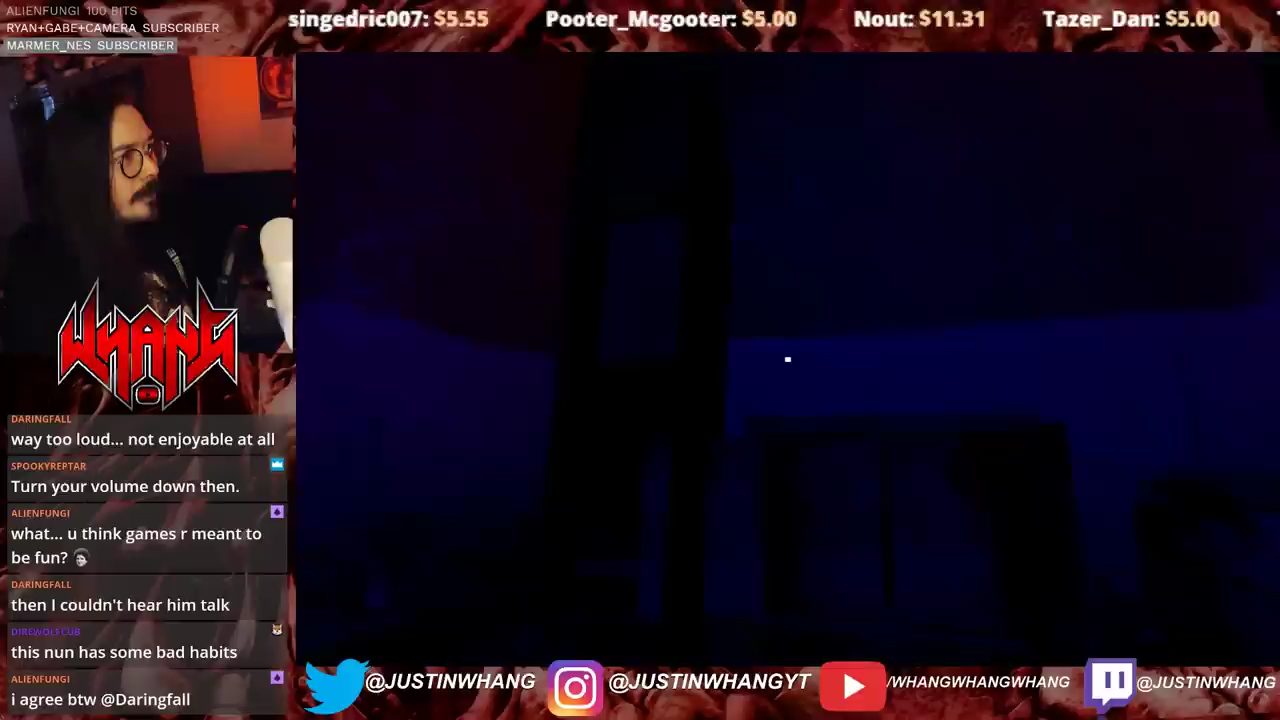 ALIENFUNGI 100 BITS
RYAN+GABE+CAMERA SUBSCRIBER
MARMER_NES SUBSCRIBER
singedric007: $5.55 Pooter_Mcgooter: $5.00 Nout: $11.31 Tazer_Dan: $5.00
WHANG
DARINGFALL
way too loud... not enjoyable at all
SPOOKYREPTAR
Turn your volume down then.
ALIENFUNGI
what... u think games r meant to
be fun?
DARINGFALL
then I couldn't hear him talk
DIREWOLFCUB
this nun has some bad habits
ALIENFUNGI
i agree btw @Daringfall
@JUSTINWHANG @JUSTINWHANGYT /WHANGWHANGWHANG @JUSTINWHANG